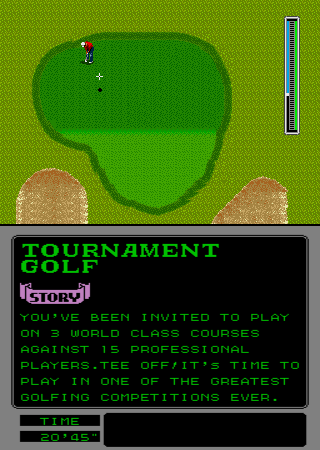 TOURNAMENT
GOLF
STORY
YOU'VE BEEN INVITED TO PLAY
ON 3 WORLD CLASS COURSES
AGAINST 15 PROFESSIONAL
PLAYERS.TEE OFF,IT'S TIME TO
PLAY IN ONE OF THE GREATEST
GOLFING COMPETITIONS EVER.
TIME
20'45"